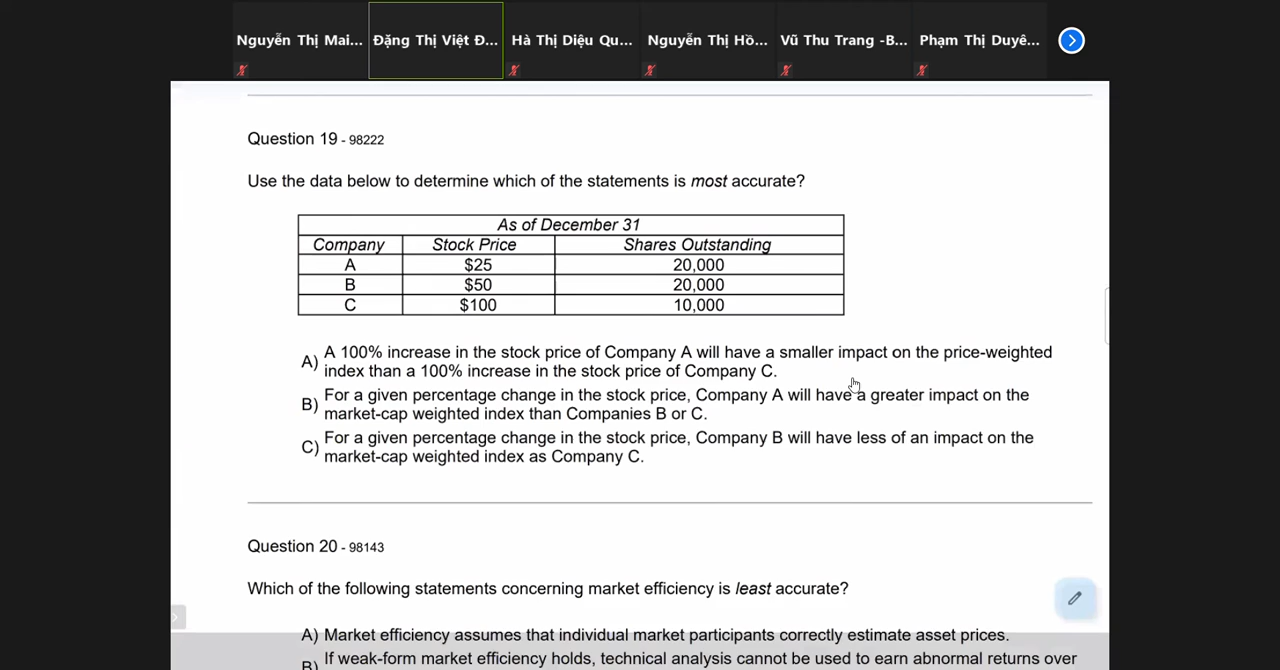 Nguyễn Thị Mai... Đặng Thị Việt Đ... Hà Thị Diệu Qu... Nguyễn Thị Hồ... Vũ Thu Trang -B... Phạm Thị Duyê...
Question 19 - 98222
Use the data below to determine which of the statements is most accurate?
As of December 31
Company Stock Price Shares Outstanding
A $25 20,000
B $50 20,000
C $100 10,000
A) A 100% increase in the stock price of Company A will have a smaller impact on the price-weighted
index than a 100% increase in the stock price of Company C.
B) For a given percentage change in the stock price, Company A will have a greater impact on the
market-cap weighted index than Companies B or C.
C) For a given percentage change in the stock price, Company B will have less of an impact on the
market-cap weighted index as Company C.
Question 20 - 98143
Which of the following statements concerning market efficiency is least accurate?
A) Market efficiency assumes that individual market participants correctly estimate asset prices.
B) If weak-form market efficiency holds, technical analysis cannot be used to earn abnormal returns over